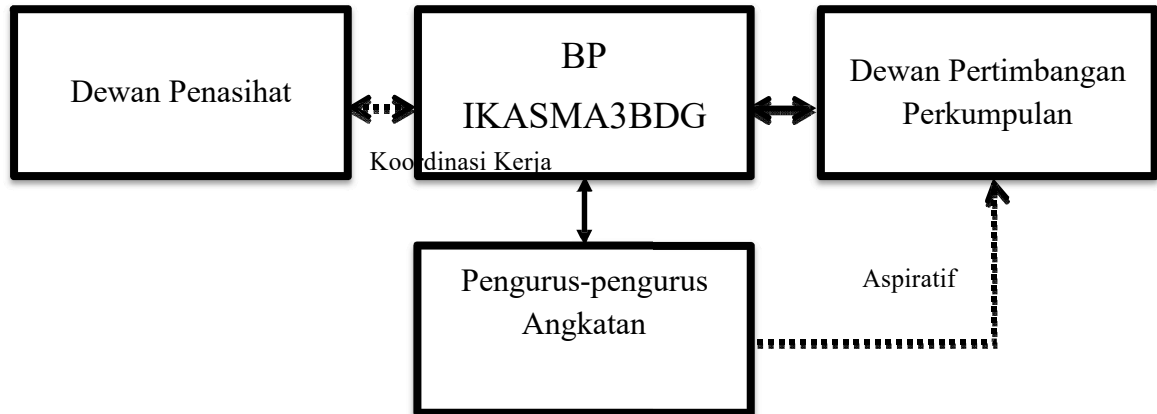 Dewan Penasihat
BP
IKASMA3BDG
Dewan Pertimbangan
Perkumpulan
Koordinasi Kerja
Pengurus-pengurus
Angkatan
Aspiratif